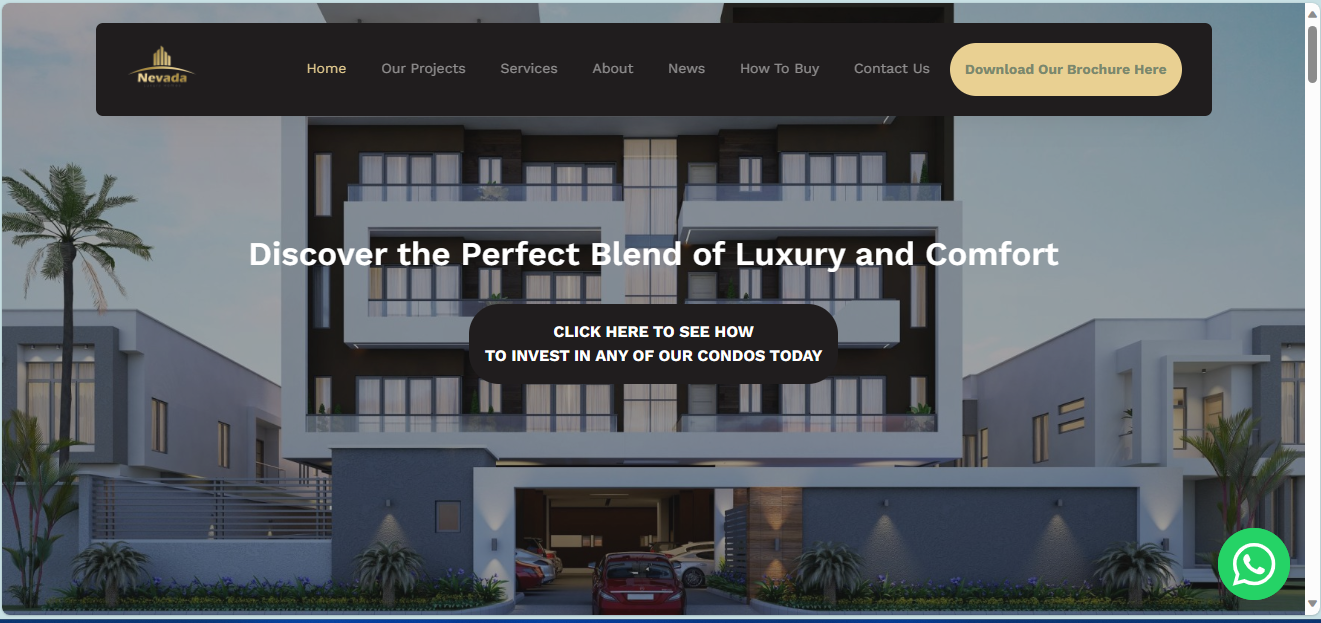 Nevada
Home
Our Projects
Services
About
News
How To Buy
Contact Us
Download Our Brochure Here
Discover the Perfect Blend of Luxury and Comfort
CLICK HERE TO SEE HOW
TO INVEST IN ANY OF OUR CONDOS TODAY